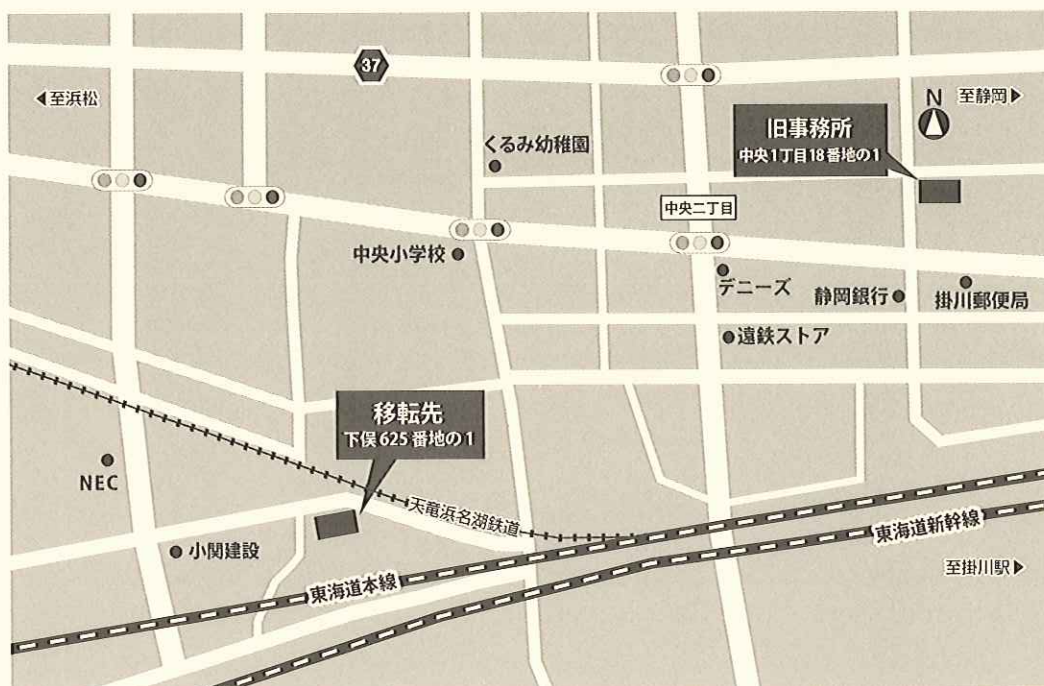 37
◀至浜松
N
至静岡▶
旧事務所
中央1丁目18番地の1
くるみ幼稚園
中央二丁目
中央小学校
デニーズ
静岡銀行
掛川郵便局
遠鉄ストア
移転先
下俣625番地の1
NEC
天竜浜名湖鉄道
小関建設
東海道新幹線
東海道本線
至掛川駅▶